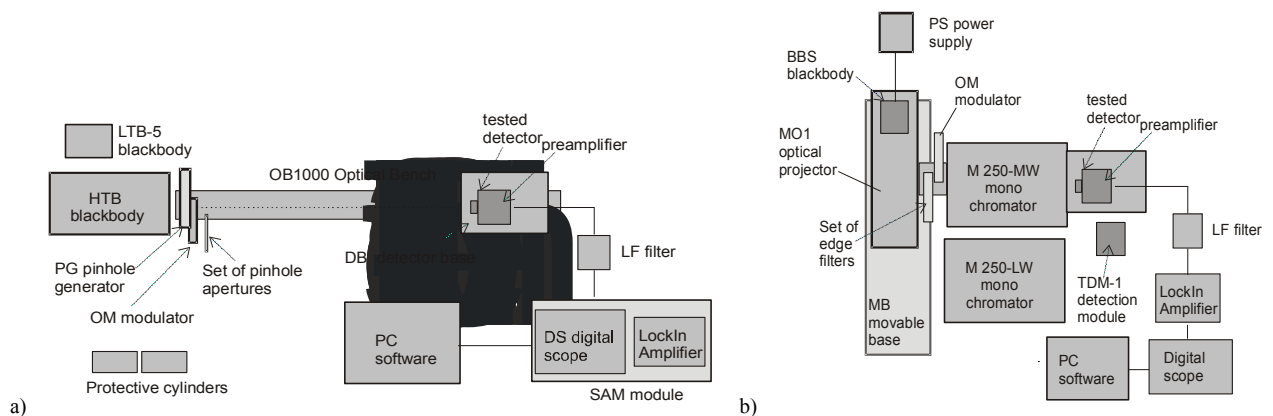 LTB-5
blackbody
HTB
blackbody
OB1000 Optical Bench
tested
detector
preamplifier
PG pinhole
generator
OM modulator
Set of pinhole
apertures
DB detector base
LF filter
PC
software
DS digital
scope
LockIn
Amplifier
SAM module
Protective cylinders
a)
PS power
supply
BBS
blackbody
OM
modulator
MO1
optical
projector
tested
detector
preamplifier
M 250-MW
mono
chromator
Set of
edge
filters
LF filter
M 250-LW
mono
chromator
TDM-1
detection
module
MB
movable
base
LockIn
Amplifier
PC
software
Digital
scope
b)